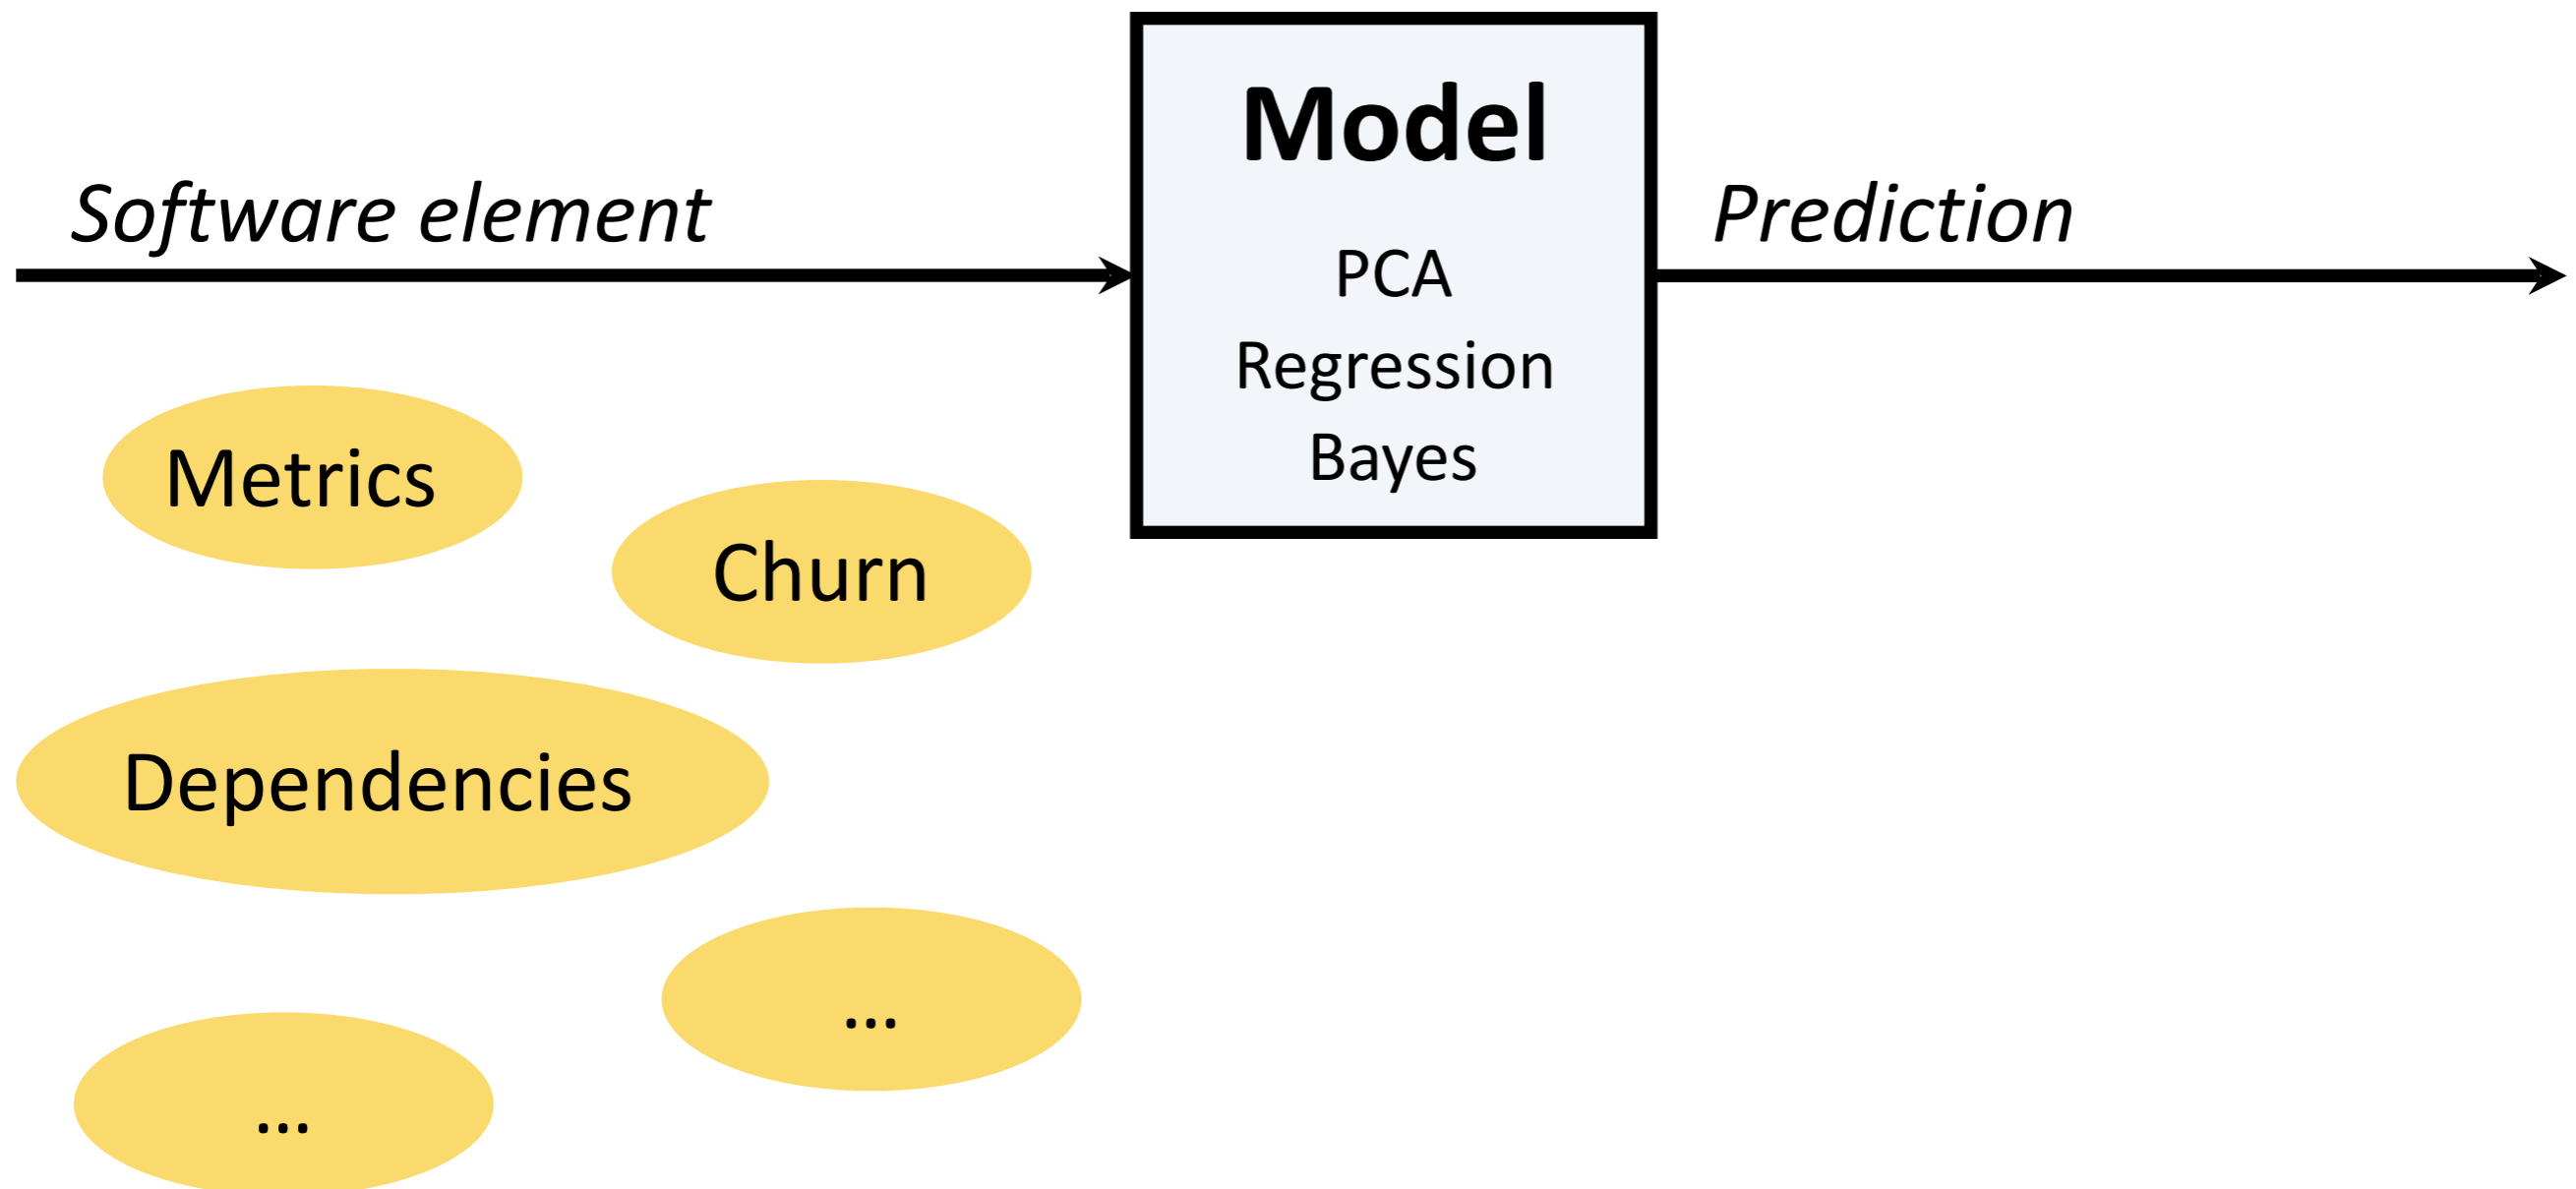 Software element
Model
PCA
Regression
Bayes
Prediction
Metrics
Churn
Dependencies
...
...